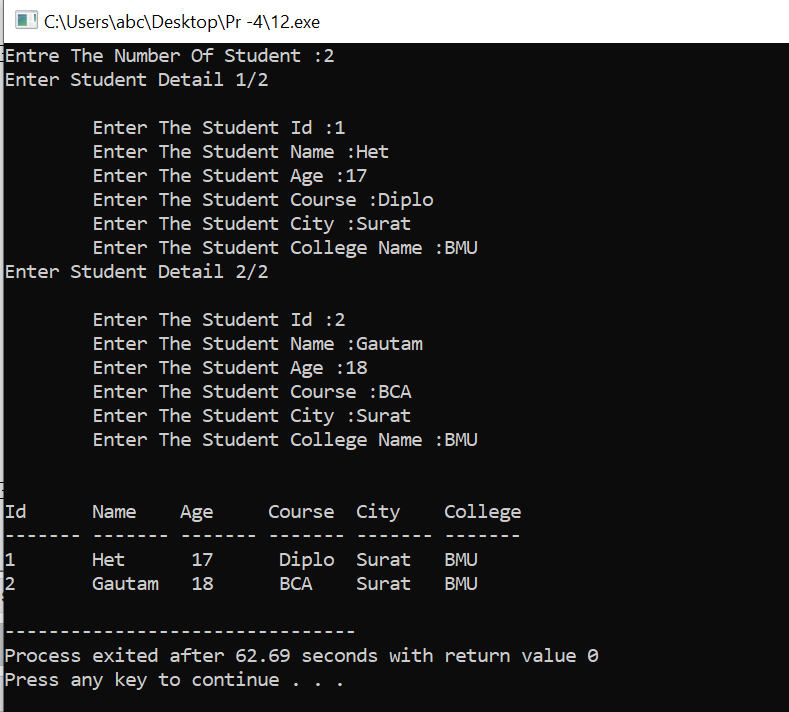 C:\Users\abc\Desktop\Pr -4\12.exe
Entre The Number Of Student :2
Enter Student Detail 1/2
Enter The Student Id :1
Enter The Student Name :Het
Enter The Student Age :17
Enter The Student Course :Diplo
Enter The Student City :Surat
Enter The Student College Name :BMU
Enter Student Detail 2/2
Enter The Student Id :2
Enter The Student Name :Gautam
Enter The Student Age :18
Enter The Student Course :BCA
Enter The Student City :Surat
Enter The Student College Name :BMU
Id Name Age Course City College
------- ------- ------- ------- ------- -------
1 Het 17 Diplo Surat BMU
2 Gautam 18 BCA Surat BMU
--------------------------------
Process exited after 62.69 seconds with return value 0
Press any key to continue . . .